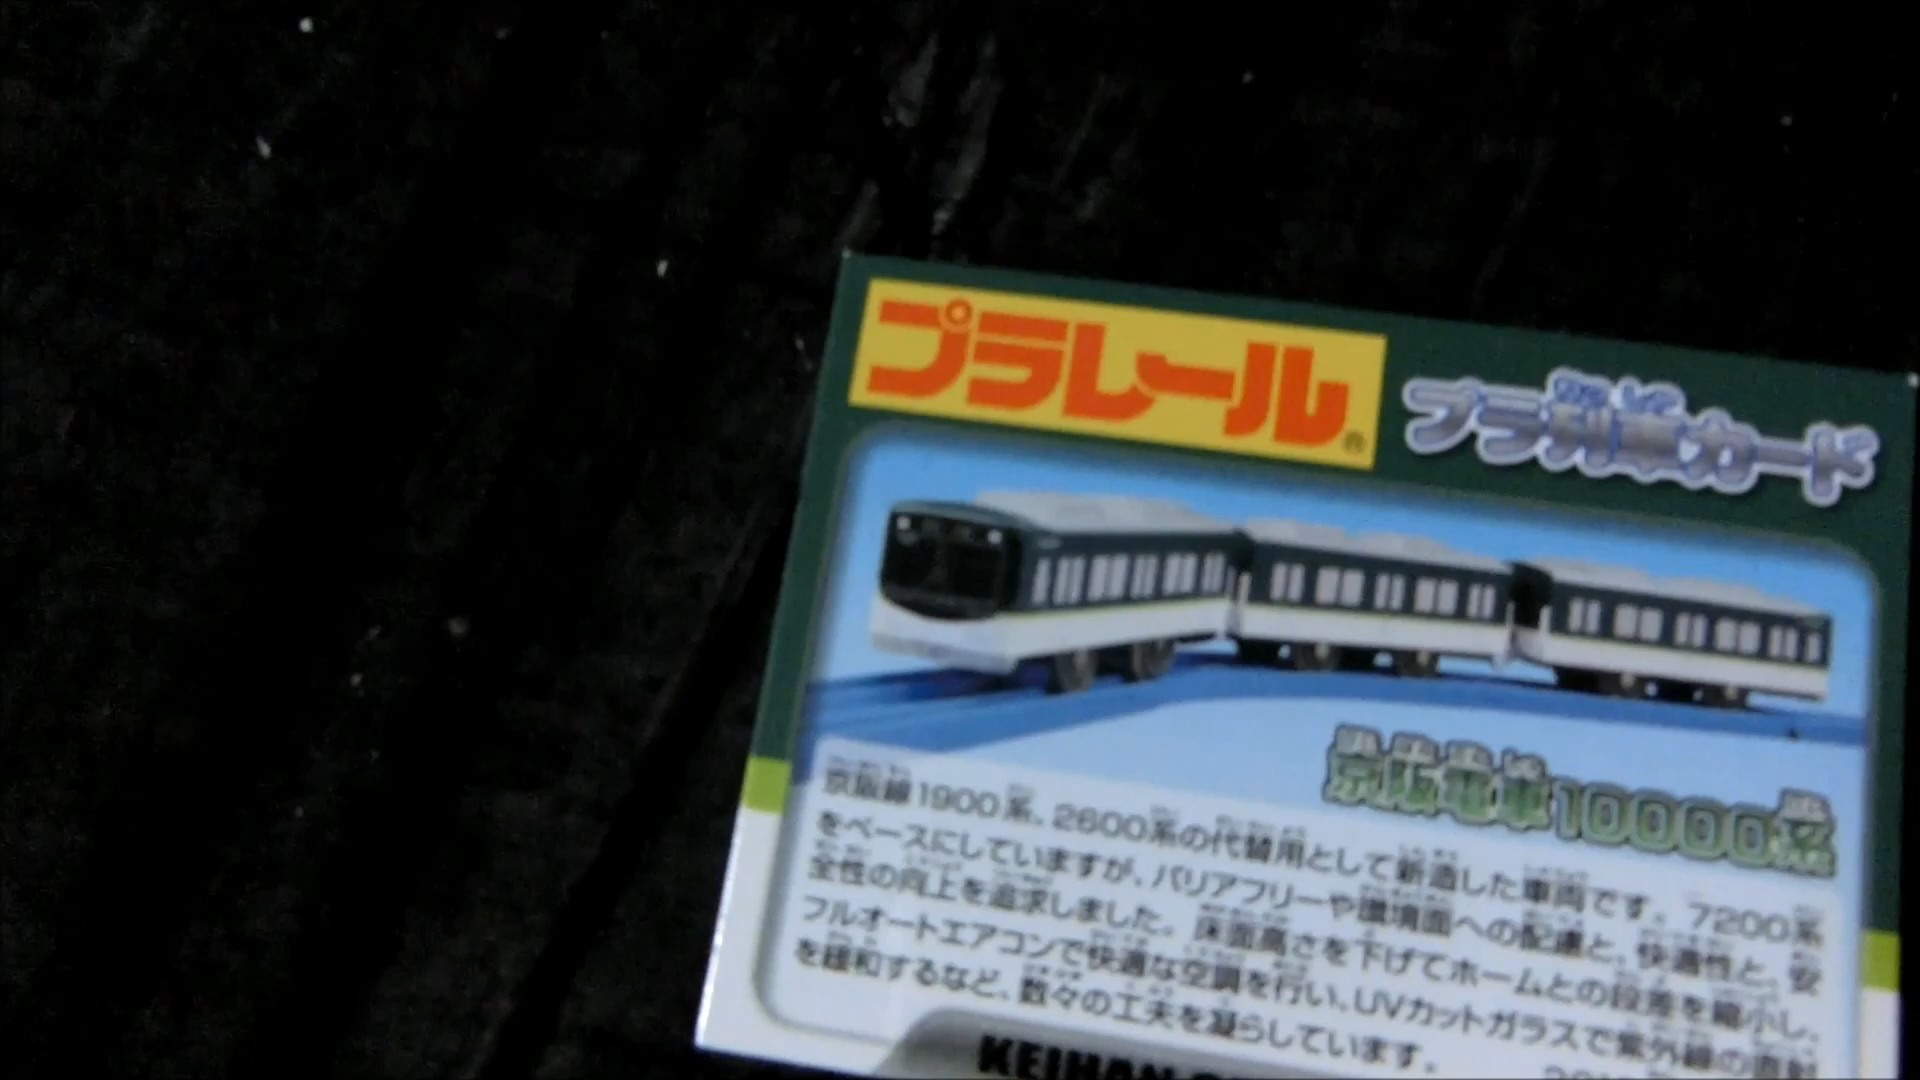 プラレール®
プラ列車カード
京阪電車10000系
京阪線1900系、2600系の代替用として新造した車両です。7200系
をベースにしていますが、バリアフリーや環境面への配慮と、快適性と、安
全性の向上を追求しました。床面高さを下げてホームとの段差を縮小し、
フルオートエアコンで快適な空調を行い、UVカットガラスで紫外線の直射
を緩和するなど、数々の工夫を凝らしています。
KEIHAN